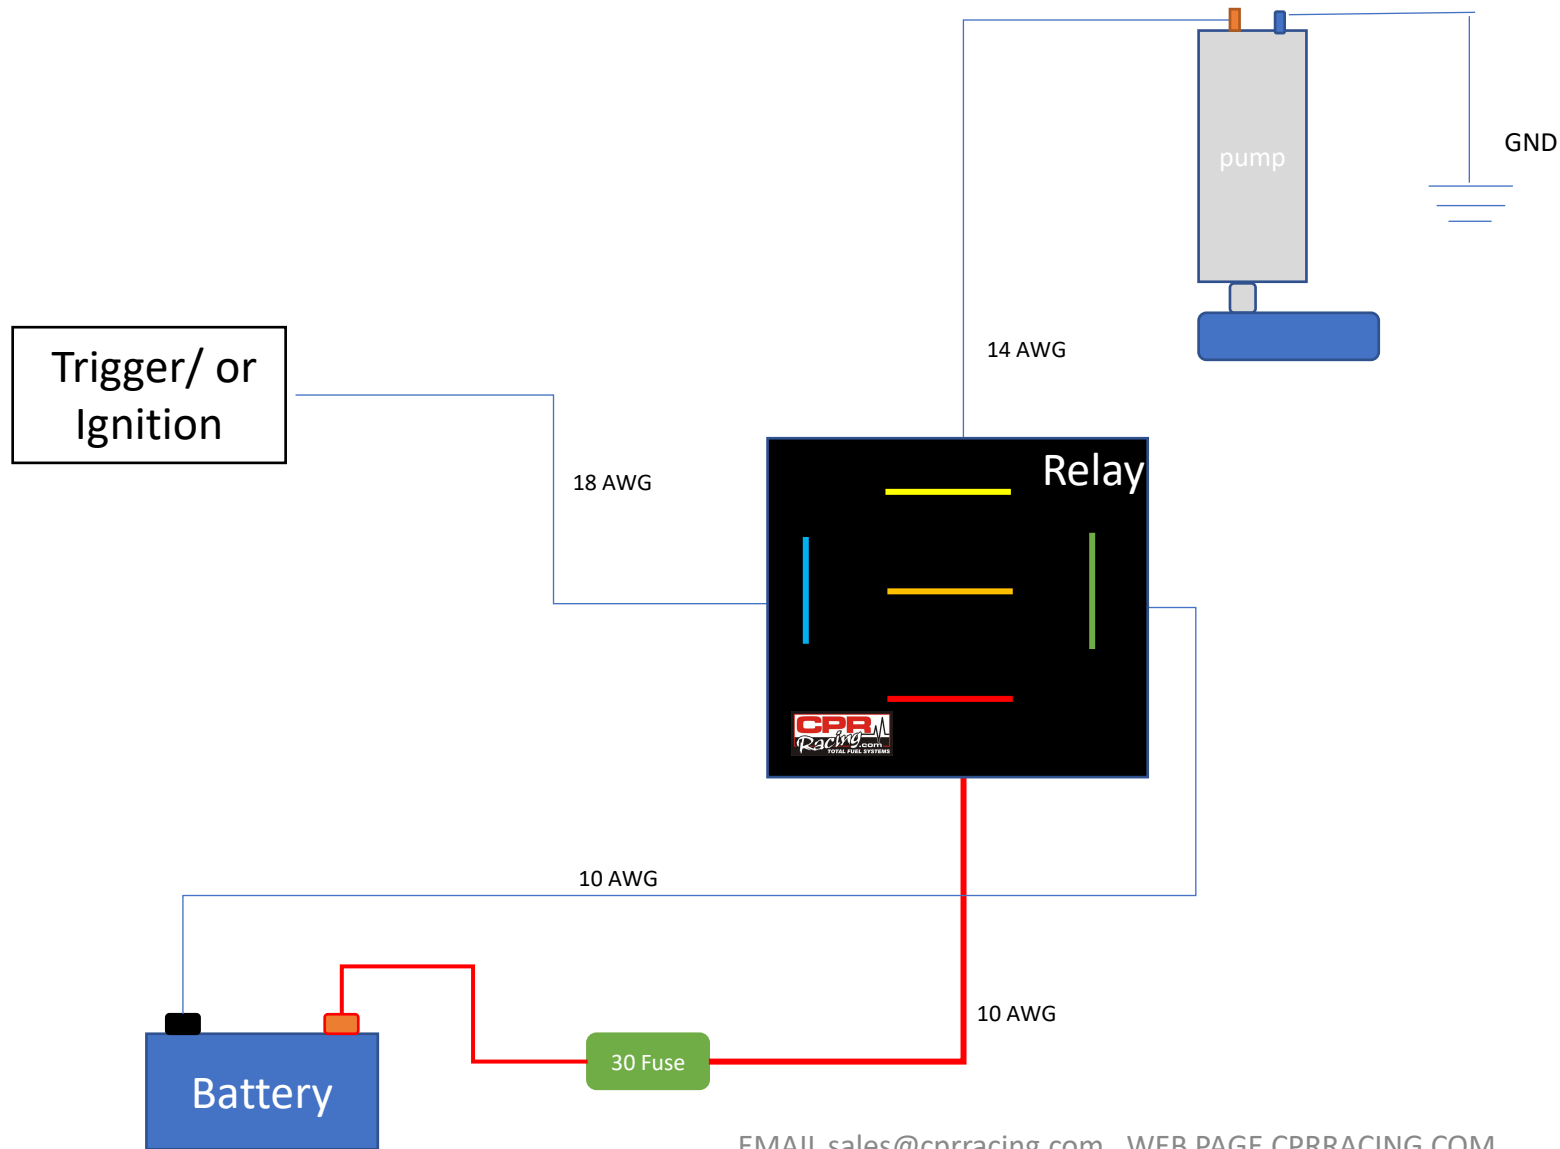 GND
pump
14 AWG
Trigger/ or
Ignition
18 AWG
Relay
CPR
Racing.com
TOTAL FUEL SYSTEMS
10 AWG
10 AWG
30 Fuse
Battery
EMAIL sales@cprracing.com WEB PAGE CPRRACING.COM